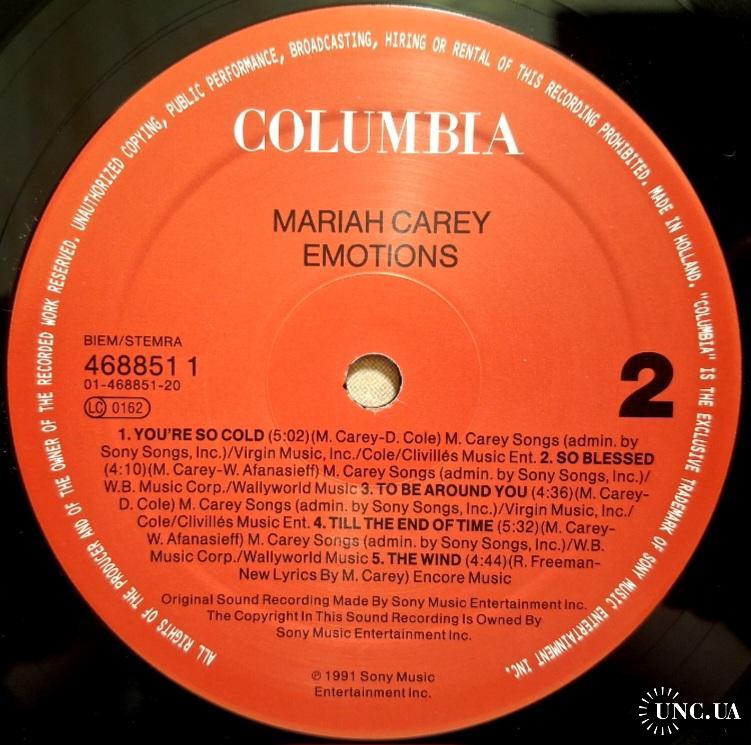 ALL RIGHTS OF THE PRODUCER AND OF THE OWNER OF THE RECORDED WORK RESERVED. UNAUTHORIZED COPYING, PUBLIC PERFORMANCE, BROADCASTING, HIRING OR RENTAL OF THIS RECORDING PROHIBITED. MADE IN HOLLAND. "COLUMBIA" IS THE EXCLUSIVE TRADEMARK OF SONY MUSIC ENTERTAINMENT INC.
COLUMBIA
MARIAH CAREY
EMOTIONS
BIEM/STEMRA
468851 1
01-468851-20
LC 0162
2
1. YOU'RE SO COLD (5:02)(M. Carey-D. Cole) M. Carey Songs (admin. by
Sony Songs, Inc.)/Virgin Music, Inc./Cole/Clivillés Music Ent. 2. SO BLESSED
(4:10)(M. Carey-W. Afanasieff) M. Carey Songs (admin. by Sony Songs, Inc.)/
W.B. Music Corp./Wallyworld Music 3. TO BE AROUND YOU (4:36)(M. Carey-
D. Cole) M. Carey Songs (admin. by Sony Songs, Inc.)/Virgin Music, Inc./
Cole/Clivillés Music Ent. 4. TILL THE END OF TIME (5:32)(M. Carey-
W. Afanasieff) M. Carey Songs (admin. by Sony Songs, Inc.)/W.B.
Music Corp./Wallyworld Music 5. THE WIND (4:44)(R. Freeman-
New Lyrics By M. Carey) Encore Music
Original Sound Recording Made By Sony Music Entertainment Inc.
The Copyright In This Sound Recording Is Owned By
Sony Music Entertainment Inc.
℗ 1991 Sony Music
Entertainment Inc.
UNC.UA